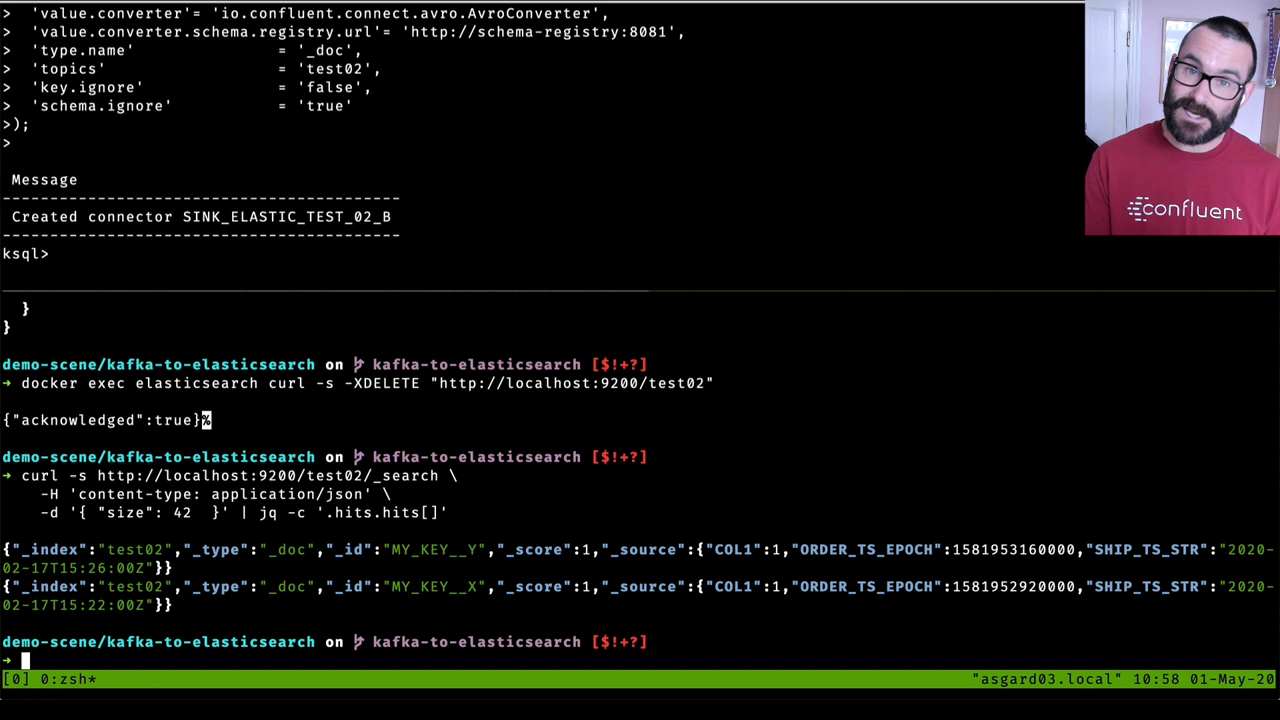 >  'value.converter'= 'io.confluent.connect.avro.AvroConverter',
>  'value.converter.schema.registry.url'= 'http://schema-registry:8081',
>  'type.name'               = '_doc',
>  'topics'                  = 'test02',
>  'key.ignore'              = 'false',
>  'schema.ignore'           = 'true'
>);
>
confluent
Message
-------------------------------------------
Created connector SINK_ELASTIC_TEST_02_B
-------------------------------------------
ksql>
}
}
demo-scene/kafka-to-elasticsearch on kafka-to-elasticsearch [$!+?]
➜ docker exec elasticsearch curl -s -XDELETE "http://localhost:9200/test02"
{"acknowledged":true}%
demo-scene/kafka-to-elasticsearch on kafka-to-elasticsearch [$!+?]
➜ curl -s http://localhost:9200/test02/_search \
-H 'content-type: application/json' \
-d '{ "size": 42  }' | jq -c '.hits.hits[]'
{"_index":"test02","_type":"_doc","_id":"MY_KEY__Y","_score":1,"_source":{"COL1":1,"ORDER_TS_EPOCH":1581953160000,"SHIP_TS_STR":"2020-
02-17T15:26:00Z"}}
{"_index":"test02","_type":"_doc","_id":"MY_KEY__X","_score":1,"_source":{"COL1":1,"ORDER_TS_EPOCH":1581952920000,"SHIP_TS_STR":"2020-
02-17T15:22:00Z"}}
demo-scene/kafka-to-elasticsearch on kafka-to-elasticsearch [$!+?]
➜
[0] 0:zsh*
"asgard03.local" 10:58 01-May-20